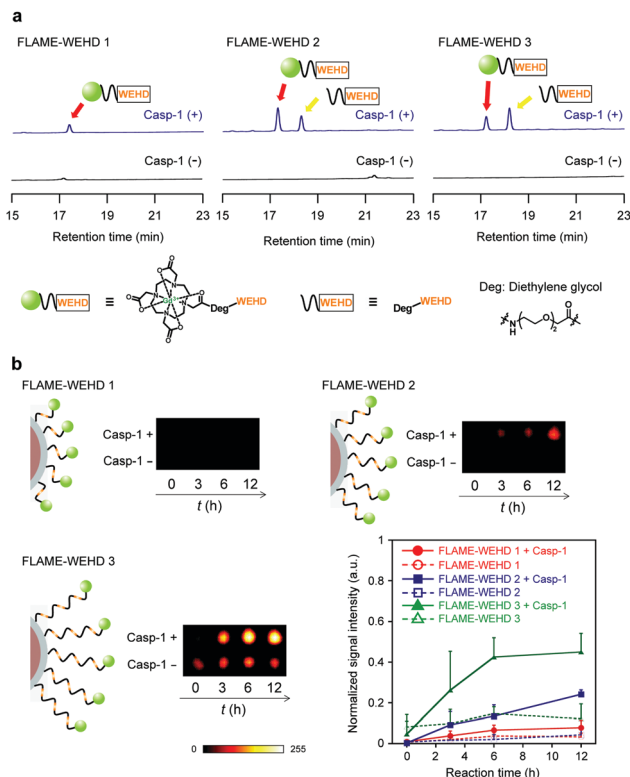 a
FLAME-WEHD 1
WEHD
Casp-1 (+)
Casp-1 (-)
15 17 19 21 23
Retention time (min)
FLAME-WEHD 2
WEHD
WEHD
Casp-1 (+)
Casp-1 (-)
15 17 19 21 23
Retention time (min)
FLAME-WEHD 3
WEHD
WEHD
Casp-1 (+)
Casp-1 (-)
15 17 19 21 23
Retention time (min)
WEHD ≡
O O O O O O
N N N N
Gd3+
Deg WEHD
WEHD ≡ Deg WEHD
Deg: Diethylene glycol
N H O 2 O
b
FLAME-WEHD 1
Casp-1 +
Casp-1 −
0 3 6 12
t (h)
FLAME-WEHD 2
Casp-1 +
Casp-1 −
0 3 6 12
t (h)
FLAME-WEHD 3
Casp-1 +
Casp-1 −
0 3 6 12
t (h)
0 255
Normalized signal intensity (a.u.)
1
0.8
0.6
0.4
0.2
0
FLAME-WEHD 1 + Casp-1
FLAME-WEHD 1
FLAME-WEHD 2 + Casp-1
FLAME-WEHD 2
FLAME-WEHD 3 + Casp-1
FLAME-WEHD 3
0 2 4 6 8 10 12
Reaction time (h)